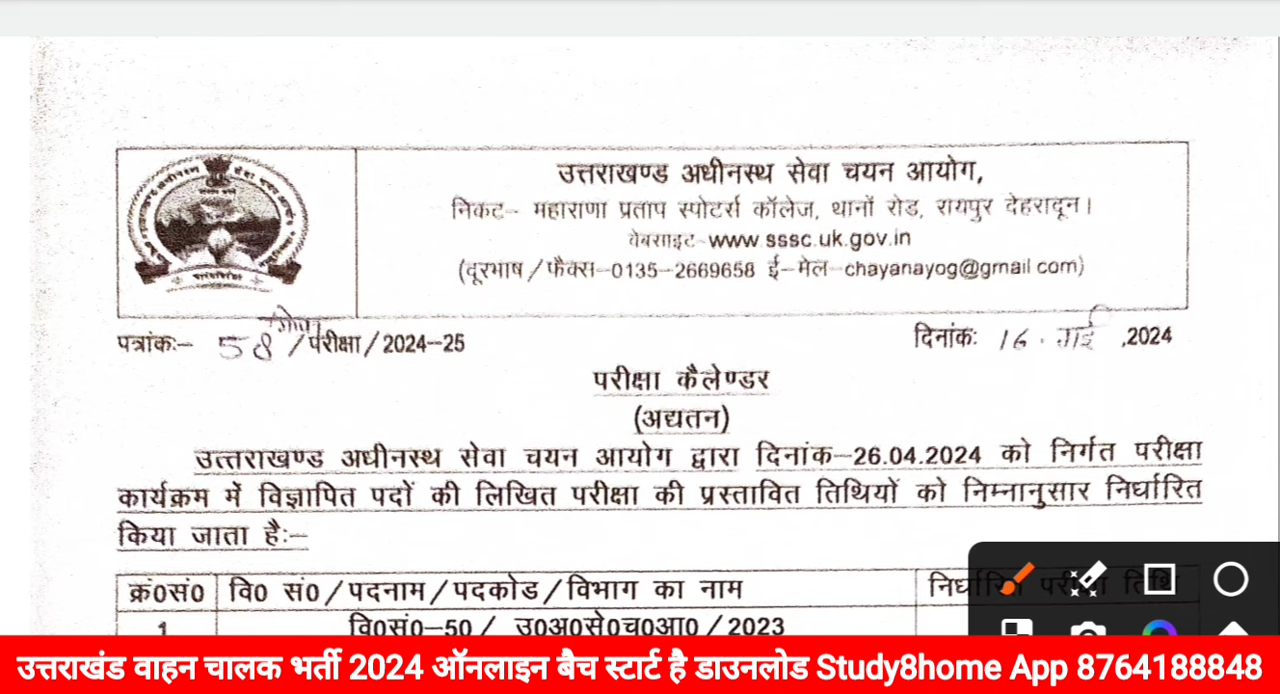 उत्तराखण्ड अधीनस्थ सेवा चयन आयोग,
निकट– महाराणा प्रताप स्पोटर्स कॉलेज, थानों रोड, रायपुर देहरादून।
वेबसाइट–www.sssc.uk.gov.in
(दूरभाष/फैक्स–0135–2669658 ई–मेल–chayanayog@gmail com)
पत्रांकः– 58/गोप/परीक्षा/2024–25
दिनांकः 16 . मई ,2024
परीक्षा कैलेण्डर
(अद्यतन)
उत्तराखण्ड अधीनस्थ सेवा चयन आयोग द्वारा दिनांक–26.04.2024 को निर्गत परीक्षा
कार्यक्रम में विज्ञापित पदों की लिखित परीक्षा की प्रस्तावित तिथियों को निम्नानुसार निर्धारित
किया जाता हैः–
क्रं0सं0 वि0 सं0/पदनाम/पदकोड/विभाग का नाम निर्धारित परीक्षा तिथि
1 वि0सं0–50 / उ0अ0से0च0आ0/2023
उत्तराखंड वाहन चालक भर्ती 2024 ऑनलाइन बैच स्टार्ट है डाउनलोड Study8home App 8764188848